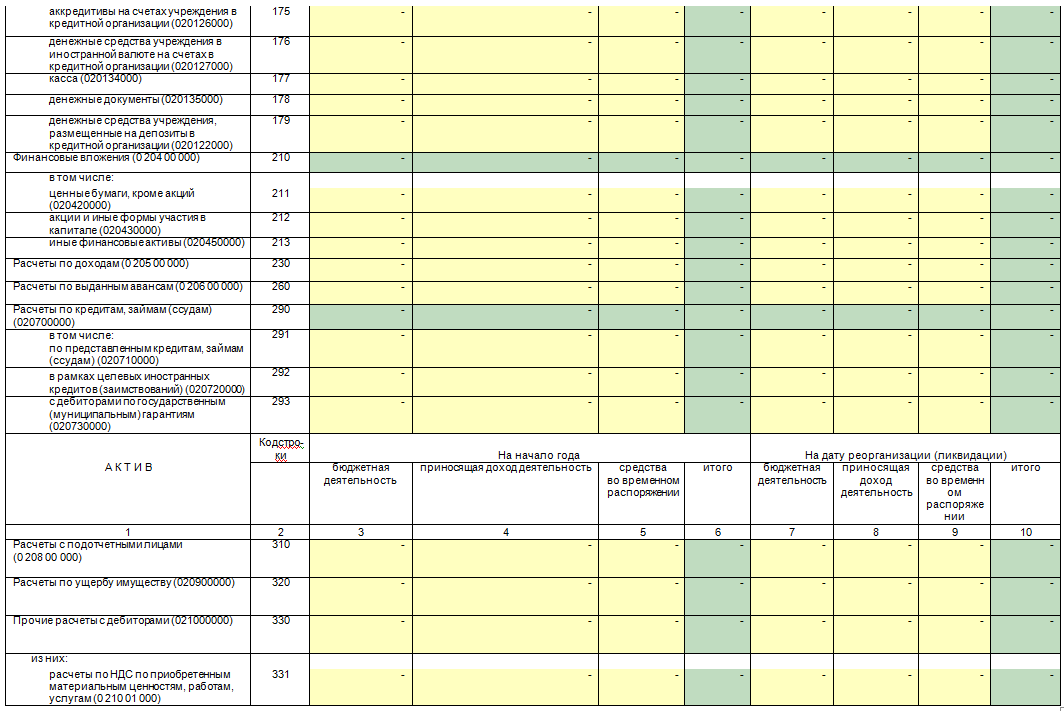 аккредитивы на счетах учреждения в
кредитной организации (020126000) 175 - - - - - - - -
денежные средства учреждения в
иностранной валюте на счетах в
кредитной организации (020127000) 176 - - - - - - - -
касса (020134000) 177 - - - - - - - -
денежные документы (020135000) 178 - - - - - - - -
денежные средства учреждения,
размещенные на депозиты в
кредитной организации (020122000) 179 - - - - - - - -
Финансовые вложения (0 204 00 000) 210 - - - - - - - -
в том числе:
ценные бумаги, кроме акций
(020420000) 211 - - - - - - - -
акции и иные формы участия в
капитале (020430000) 212 - - - - - - - -
иные финансовые активы (020450000) 213 - - - - - - - -
Расчеты по доходам (0 205 00 000) 230 - - - - - - - -
Расчеты по выданным авансам (0 206 00 000) 260 - - - - - - - -
Расчеты по кредитам, займам (ссудам)
(020700000) 290 - - - - - - - -
в том числе:
по представленным кредитам, займам
(ссудам) (020710000) 291 - - - - - - - -
в рамках целевых иностранных
кредитов (заимствований) (020720000) 292 - - - - - - - -
с дебиторами по государственным
(муниципальным) гарантиям
(020730000) 293 - - - - - - - -
А К Т И В
Код стро-
ки
На начало года
На дату реорганизации (ликвидации)
бюджетная
деятельность
приносящая доход деятельность
средства
во временном
распоряжении
итого
бюджетная
деятельность
приносящая
доход
деятельность
средства
во временн
ом
распоряже
нии
итого
1 2 3 4 5 6 7 8 9 10
Расчеты с подотчетными лицами
(0 208 00 000) 310 - - - - - - - -
Расчеты по ущербу имуществу (020900000) 320 - - - - - - - -
Прочие расчеты с дебиторами (021000000) 330 - - - - - - - -
из них:
расчеты по НДС по приобретенным
материальным ценностям, работам,
услугам (0 210 01 000) 331 - - - - - - - -